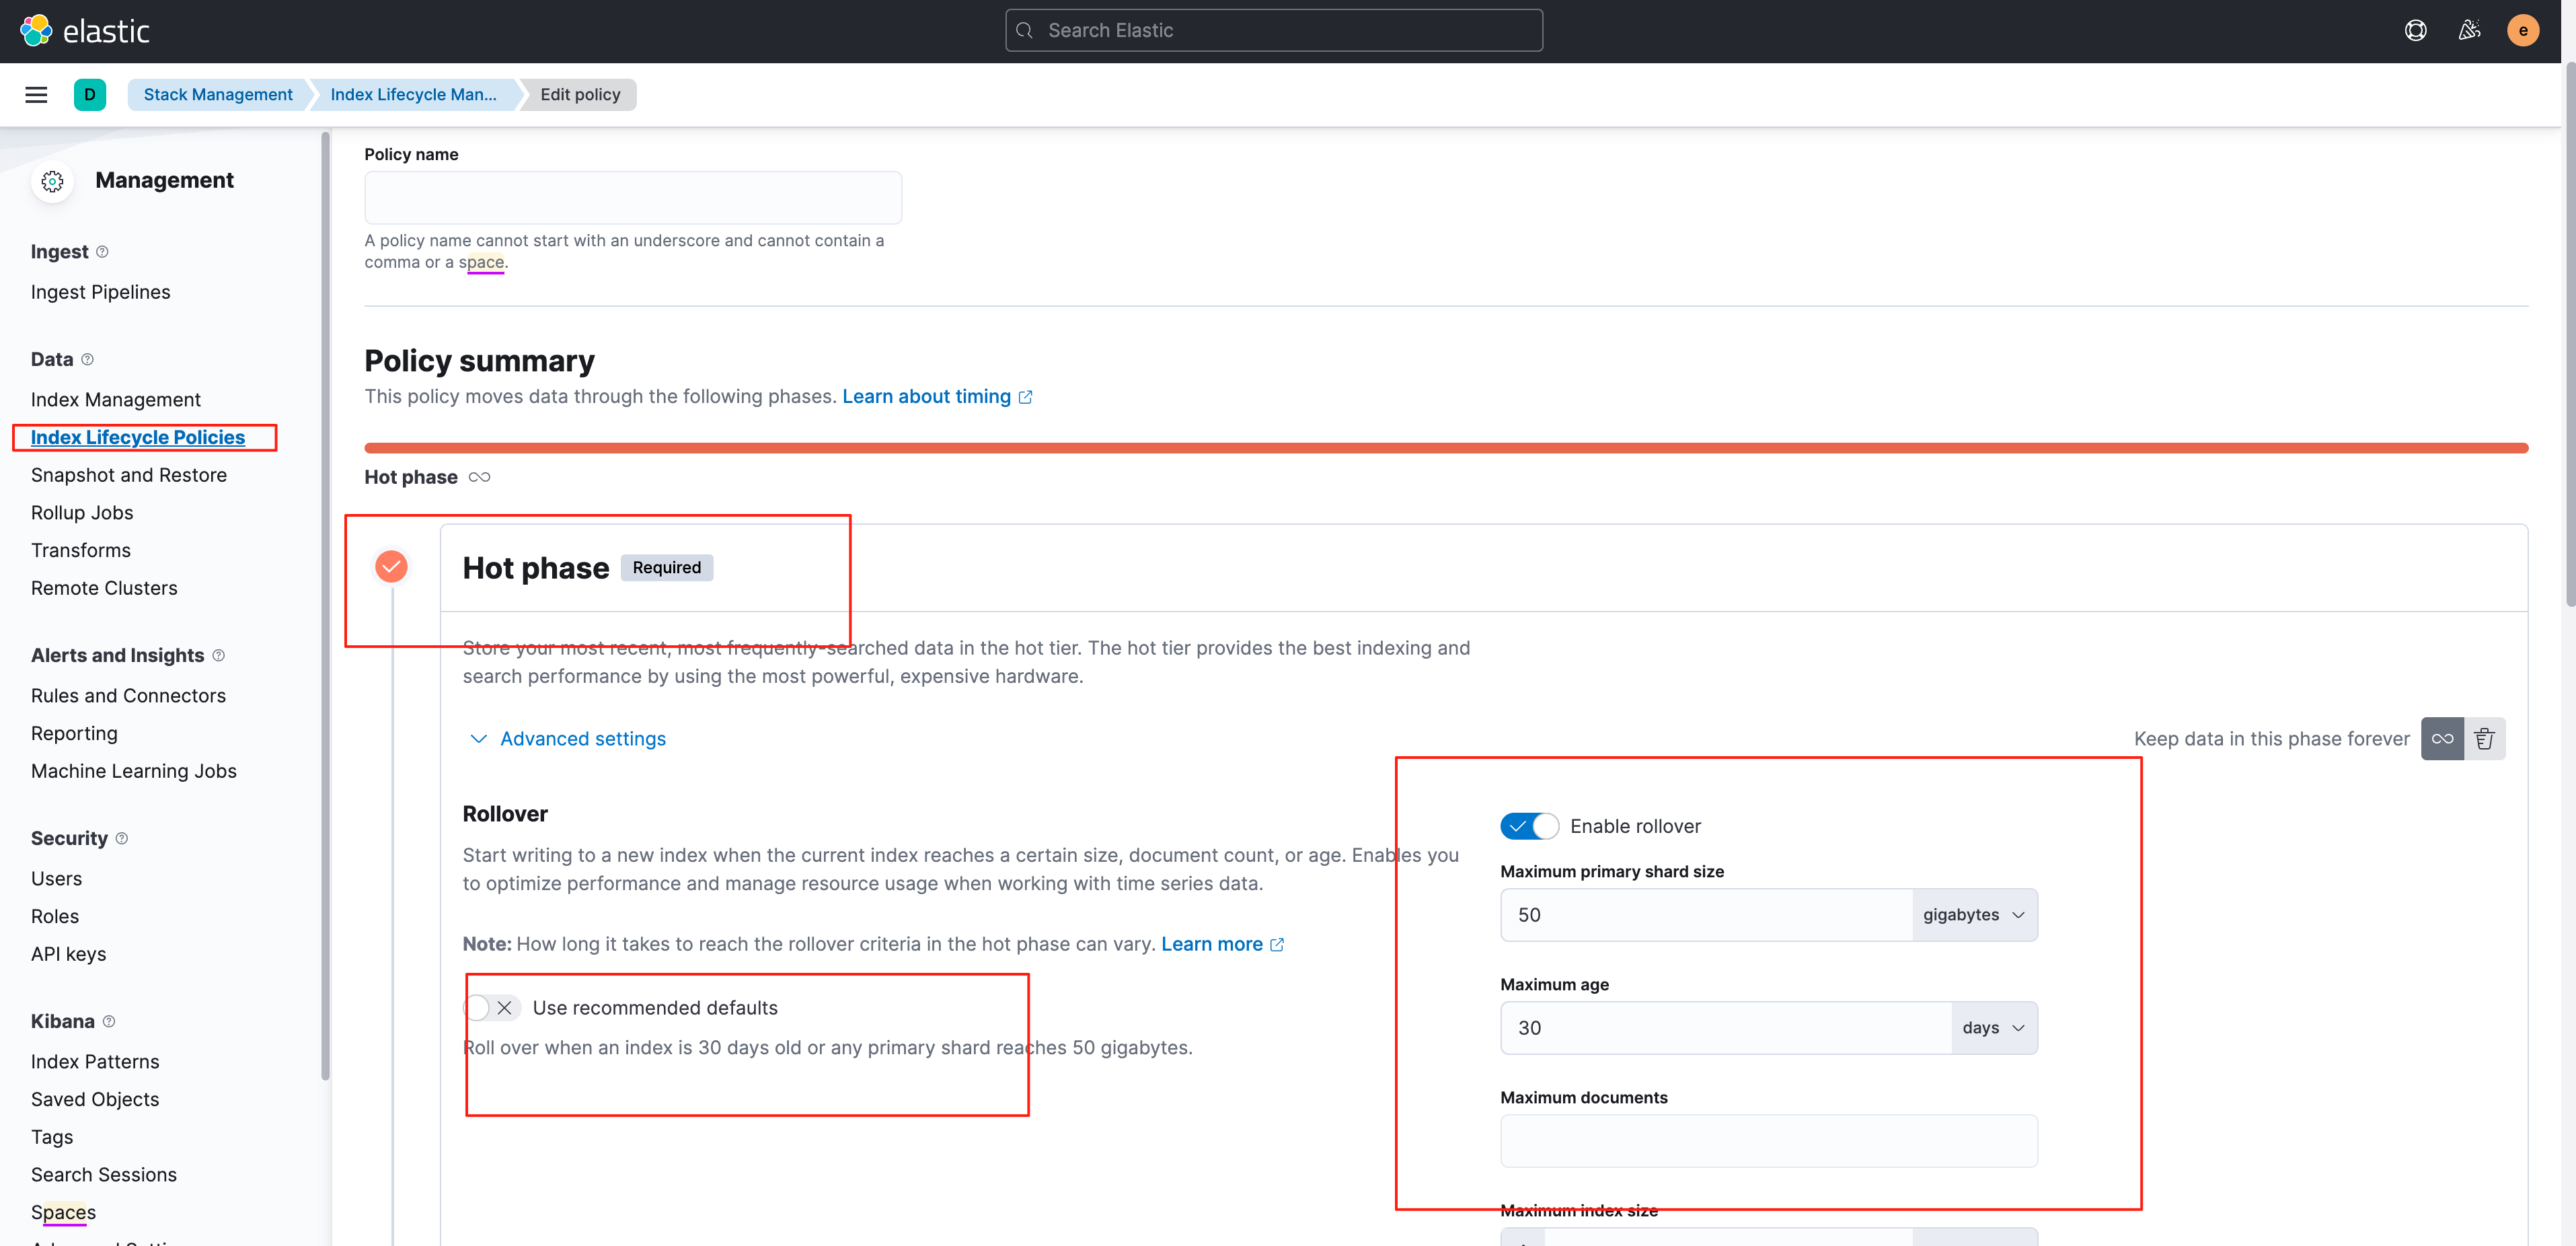 elastic
Search Elastic
e
D
Stack Management
Index Lifecycle Man...
Edit policy
Management
Ingest
Ingest Pipelines
Data
Index Management
Index Lifecycle Policies
Snapshot and Restore
Rollup Jobs
Transforms
Remote Clusters
Alerts and Insights
Rules and Connectors
Reporting
Machine Learning Jobs
Security
Users
Roles
API keys
Kibana
Index Patterns
Saved Objects
Tags
Search Sessions
Spaces
Policy name
A policy name cannot start with an underscore and cannot contain a
comma or a space.
Policy summary
This policy moves data through the following phases. Learn about timing
Hot phase
Hot phase Required
Store your most recent, most frequently-searched data in the hot tier. The hot tier provides the best indexing and
search performance by using the most powerful, expensive hardware.
Advanced settings
Keep data in this phase forever
Rollover
Start writing to a new index when the current index reaches a certain size, document count, or age. Enables you
to optimize performance and manage resource usage when working with time series data.
Note: How long it takes to reach the rollover criteria in the hot phase can vary. Learn more
Use recommended defaults
Roll over when an index is 30 days old or any primary shard reaches 50 gigabytes.
Enable rollover
Maximum primary shard size
50 gigabytes
Maximum age
30 days
Maximum documents
Maximum index size